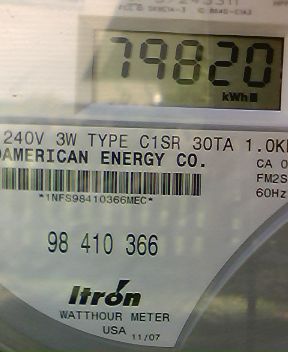 79820
kWh
240V 3W TYPE C1SR 30TA 1.0K
AMERICAN ENERGY CO.
CA 0
FM2S
60Hz
*1NFS98410366MEC*
98 410 366
Itrón
WATTHOUR METER
USA 11/07